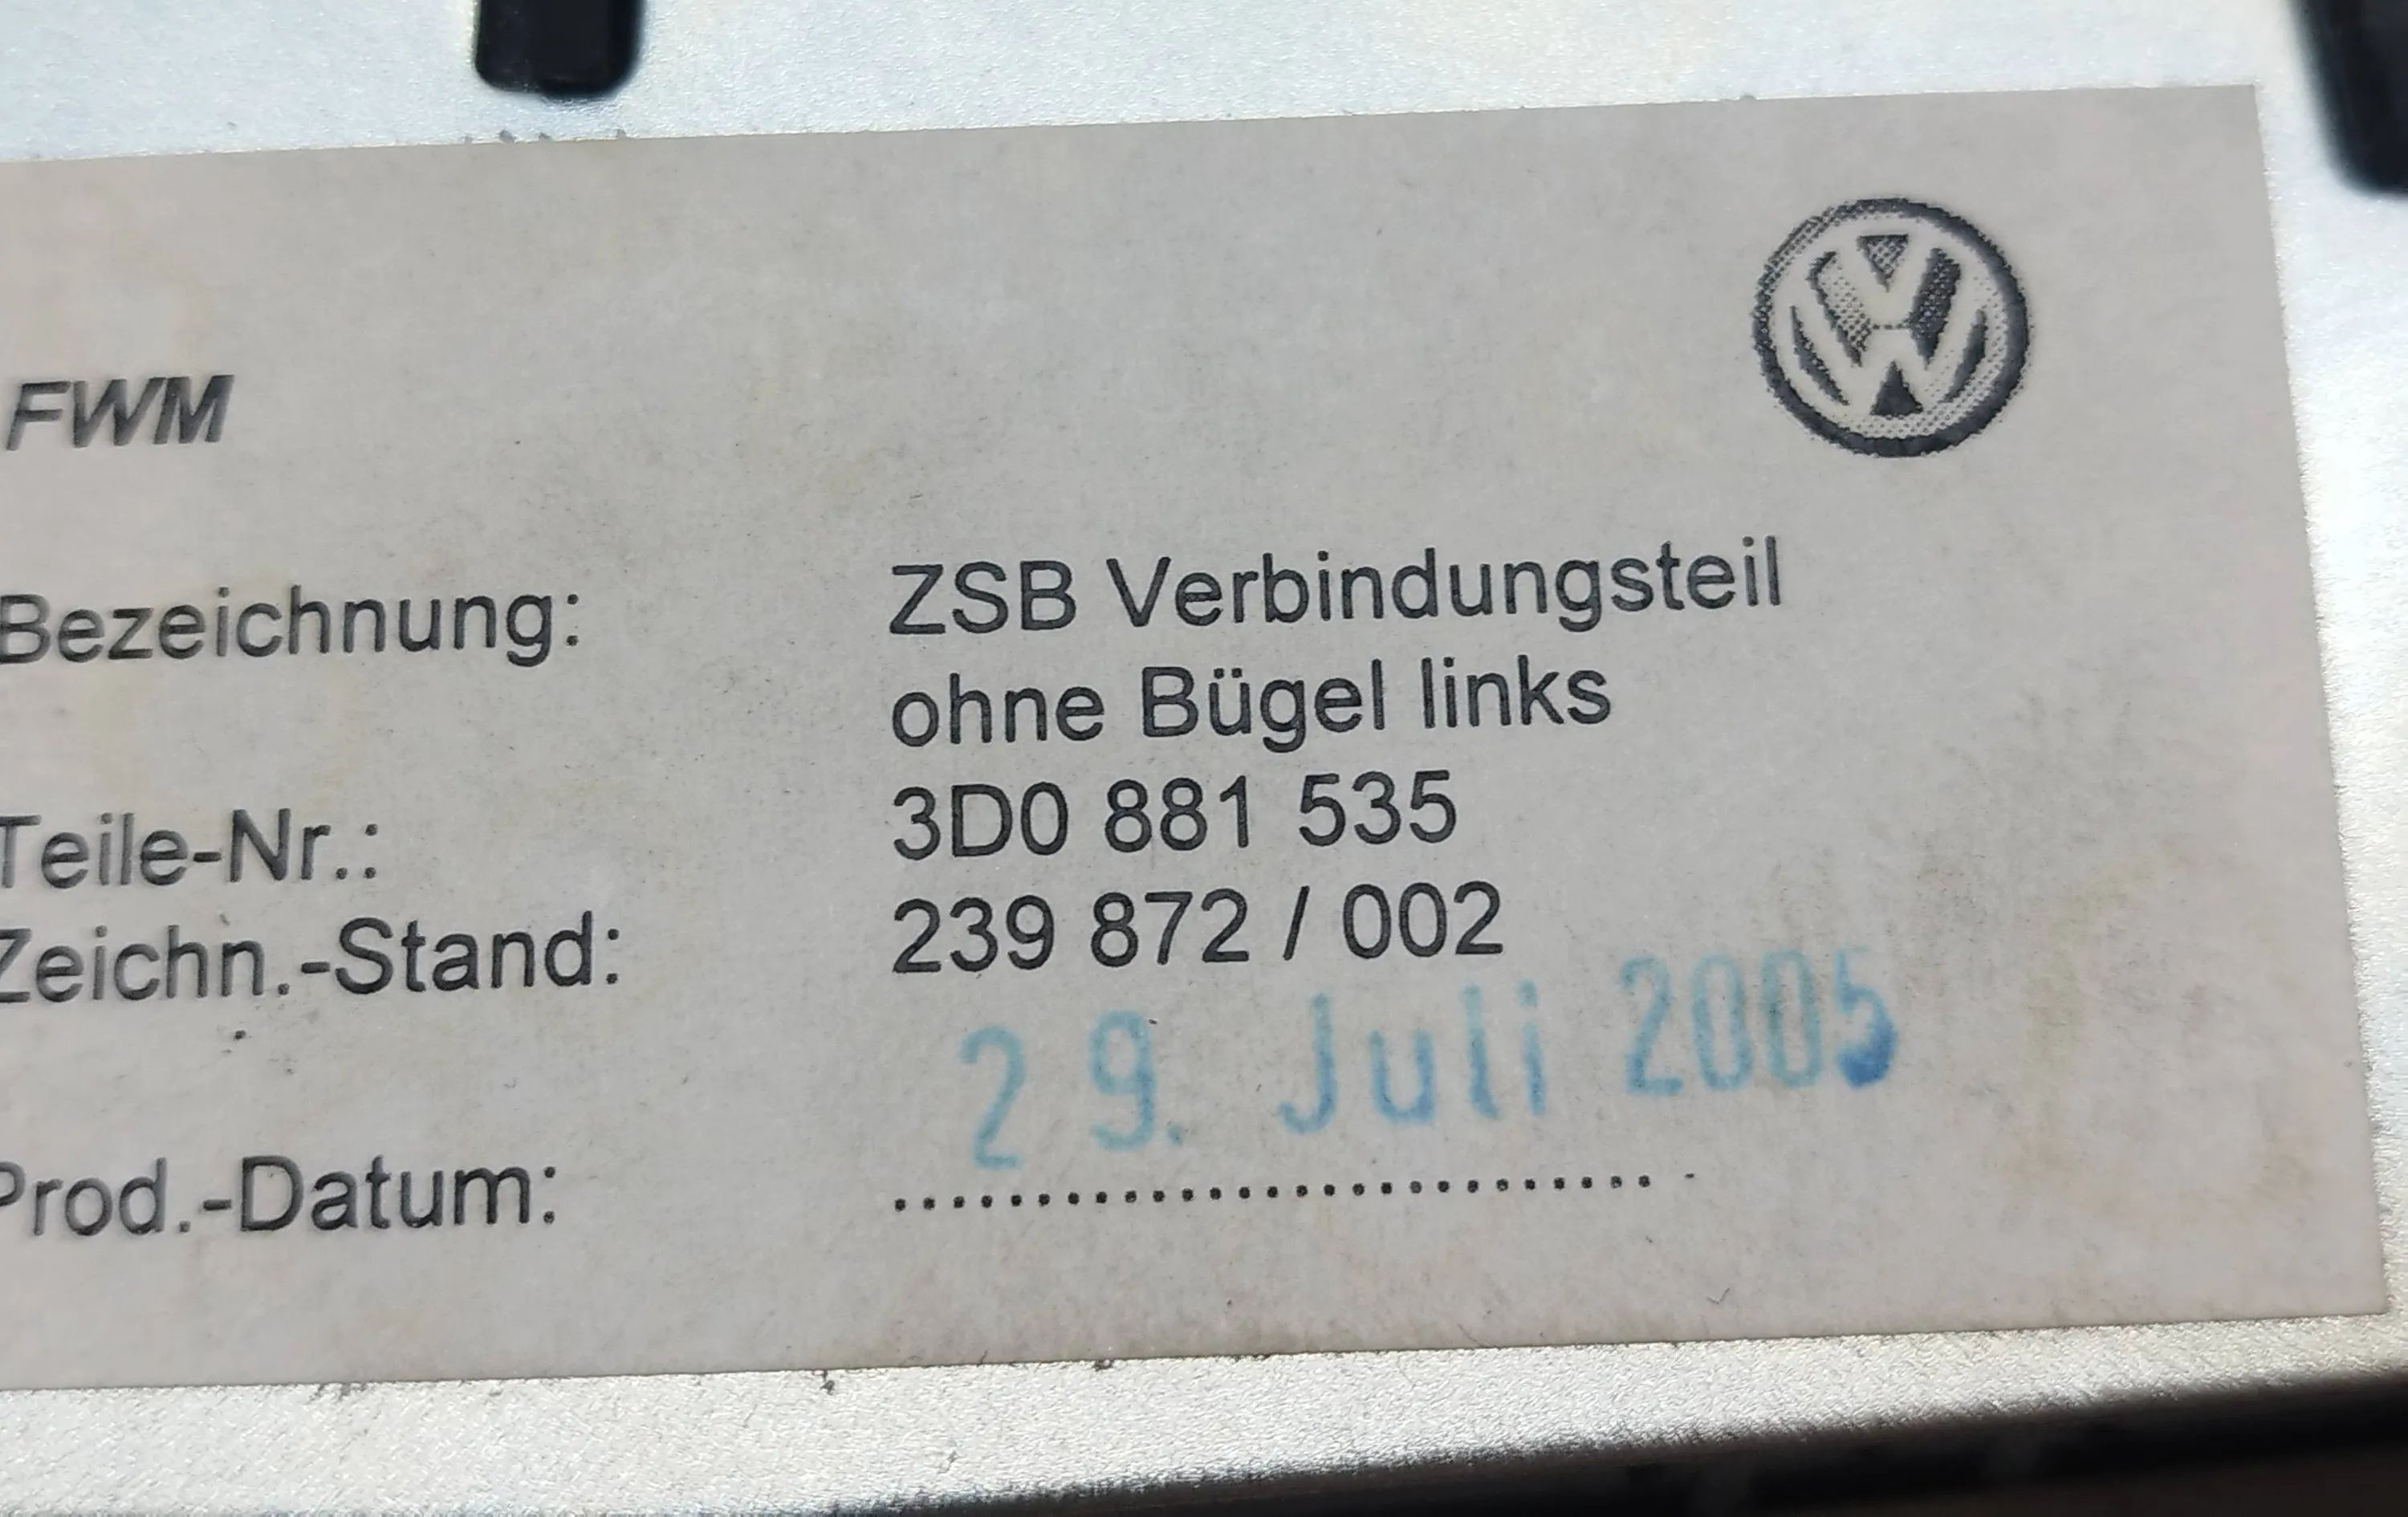 FWM
Bezeichnung: ZSB Verbindungsteil
ohne Bügel links
Teile-Nr.: 3D0 881 535
Zeichn.-Stand: 239 872 / 002
29. Juli 2005
Prod.-Datum: ............................